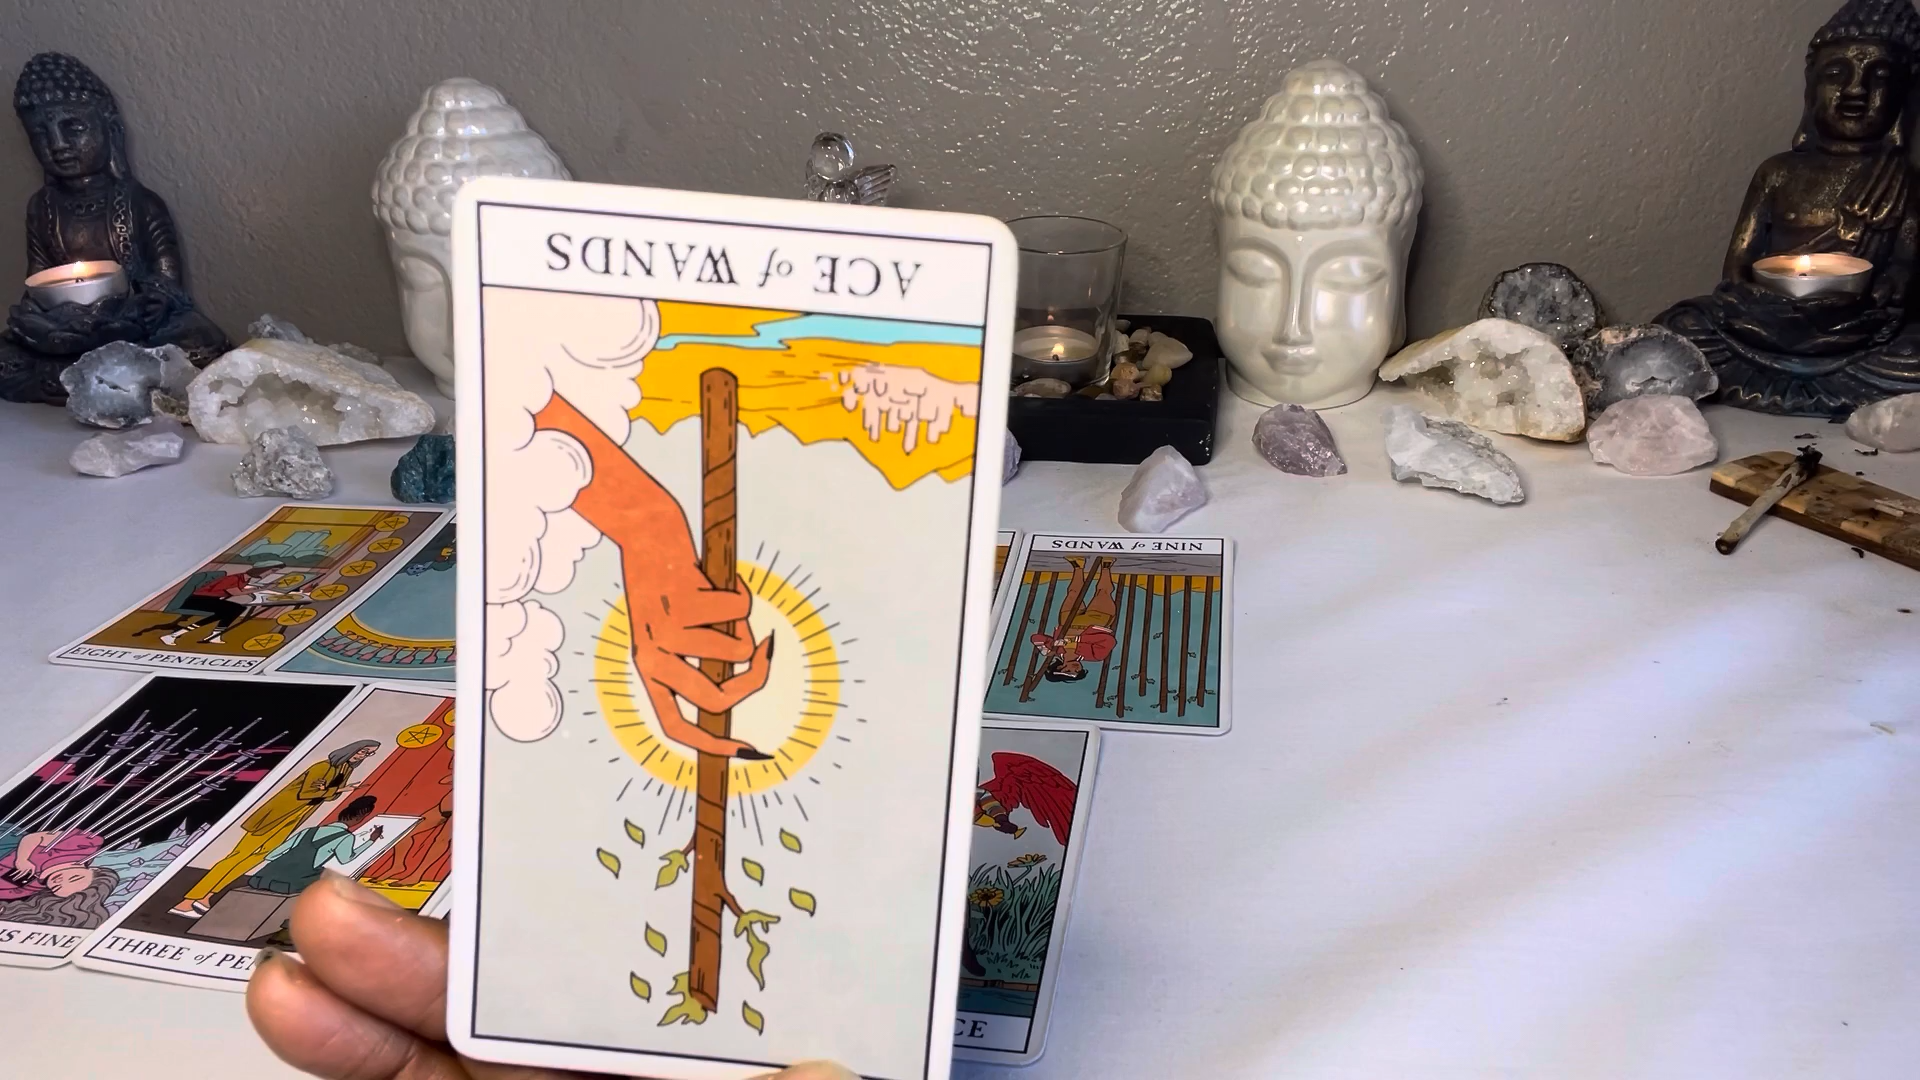 ACE of WANDS
NINE of WANDS
EIGHT of PENTACLES
IS FINE
THREE of PEN
CE